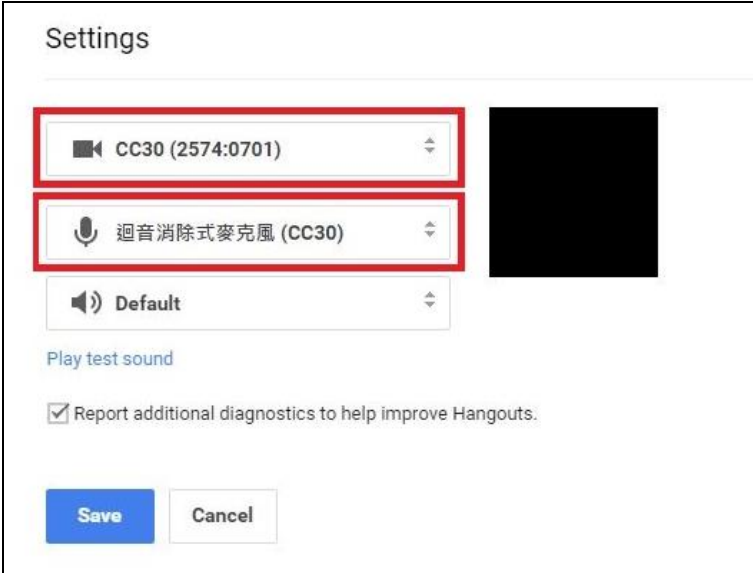 Settings
CC30 (2574:0701)
迴音消除式麥克風 (CC30)
Default
Play test sound
Report additional diagnostics to help improve Hangouts.
Save
Cancel